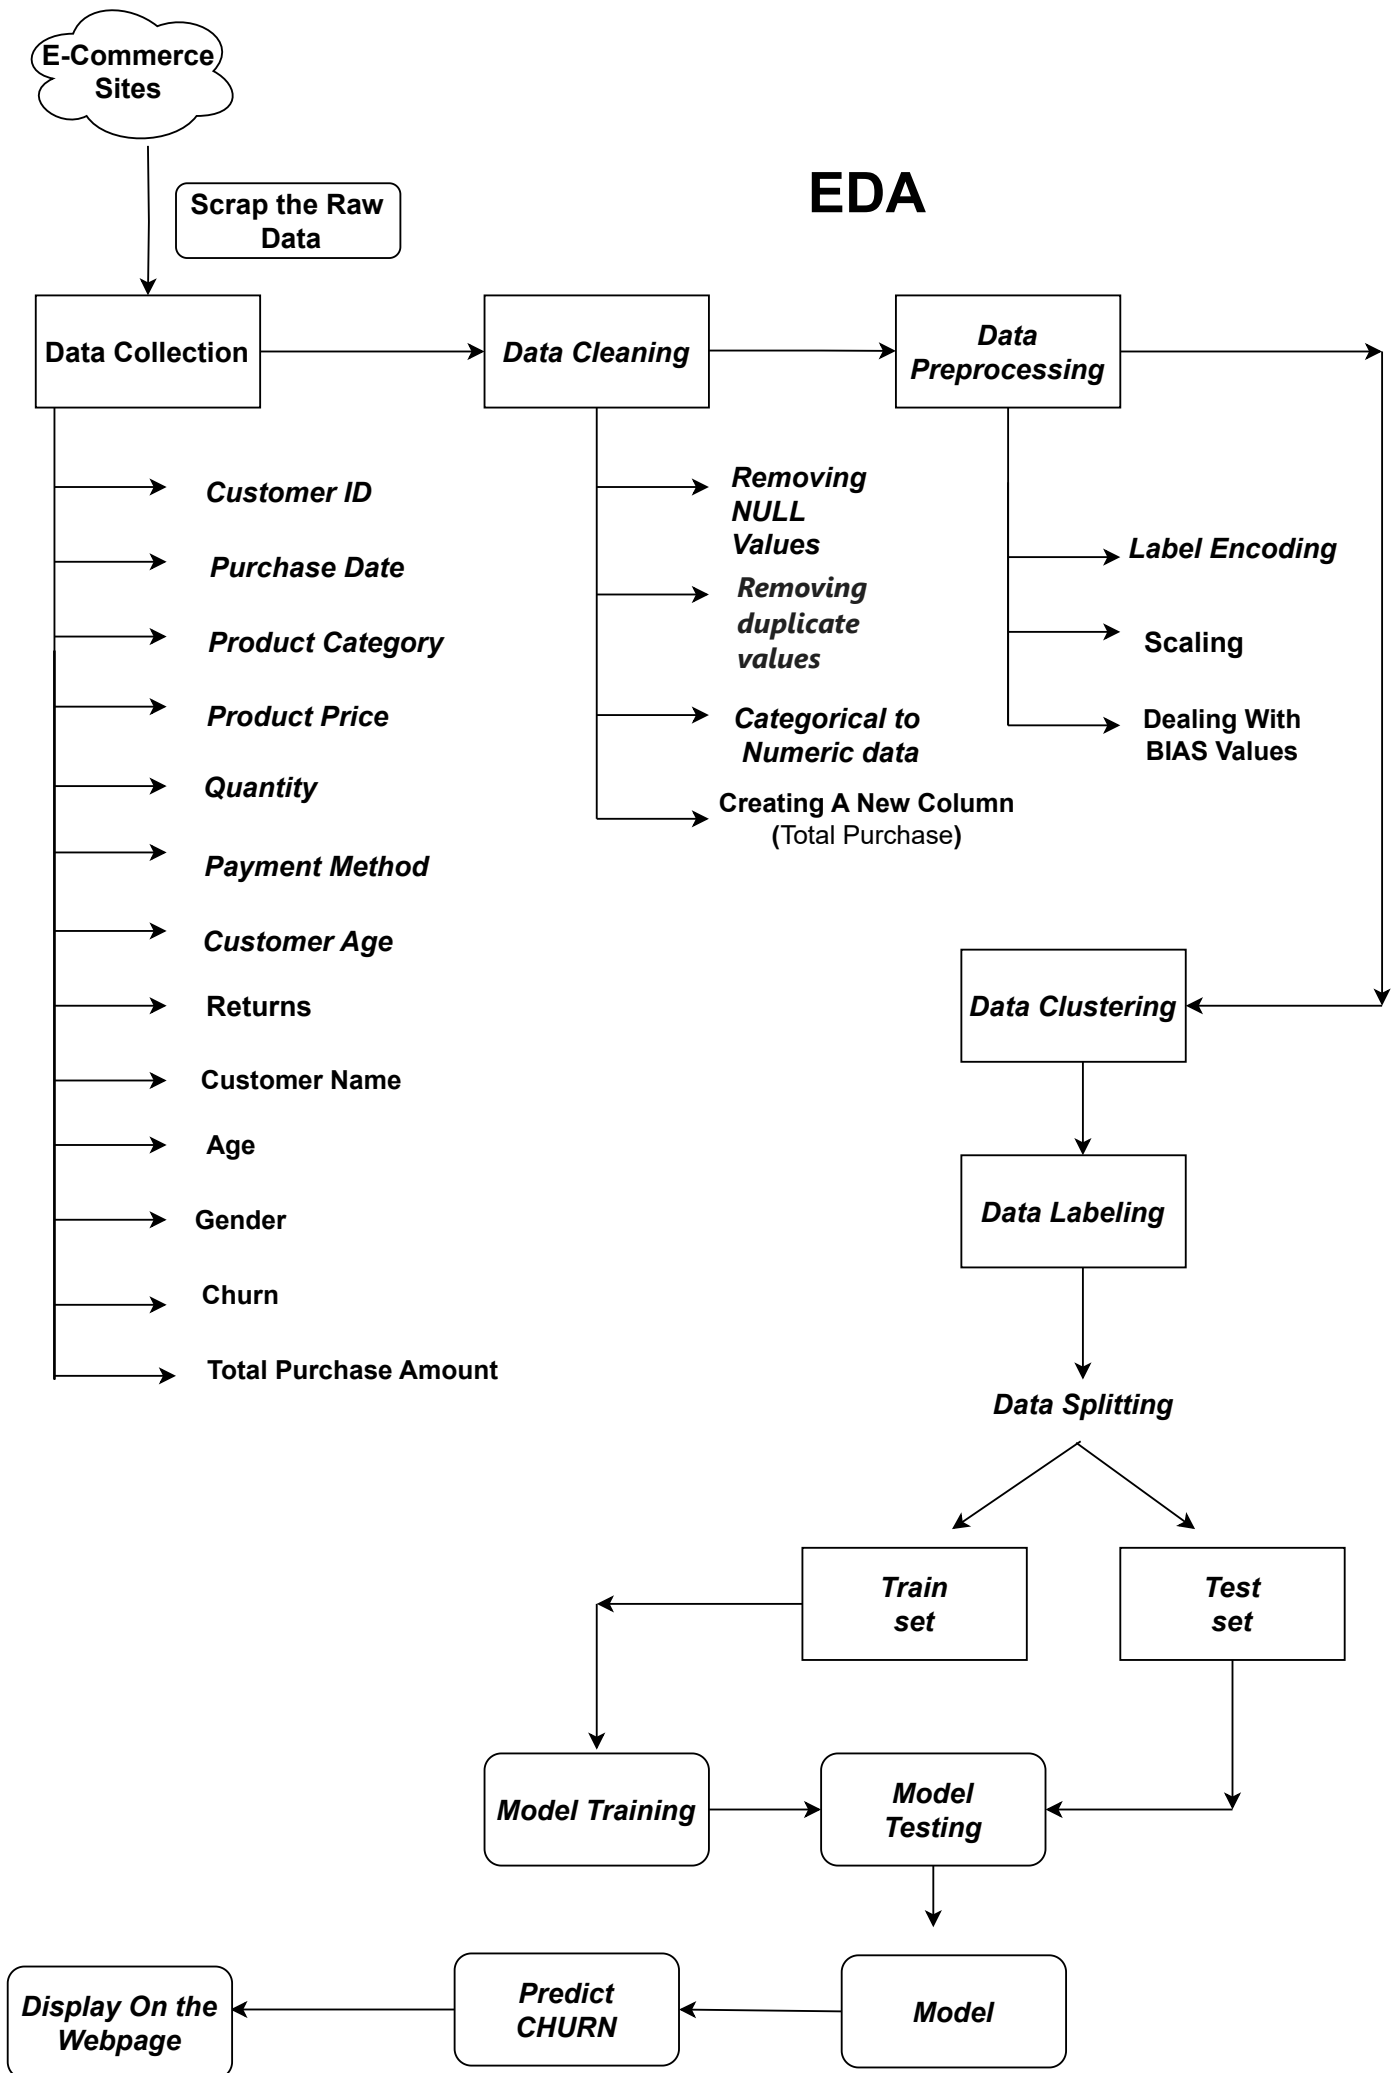 E-Commerce
Sites
Scrap the Raw
Data
EDA
Data Collection
Data Cleaning
Data
Preprocessing
Customer ID
Purchase Date
Product Category
Product Price
Quantity
Payment Method
Customer Age
Returns
Customer Name
Age
Gender
Churn
Total Purchase Amount
Removing
NULL
Values
Removing
duplicate
values
Categorical to
Numeric data
Creating A New Column
(Total Purchase)
Label Encoding
Scaling
Dealing With
BIAS Values
Data Clustering
Data Labeling
Data Splitting
Train
set
Test
set
Model Training
Model
Testing
Model
Predict
CHURN
Display On the
Webpage